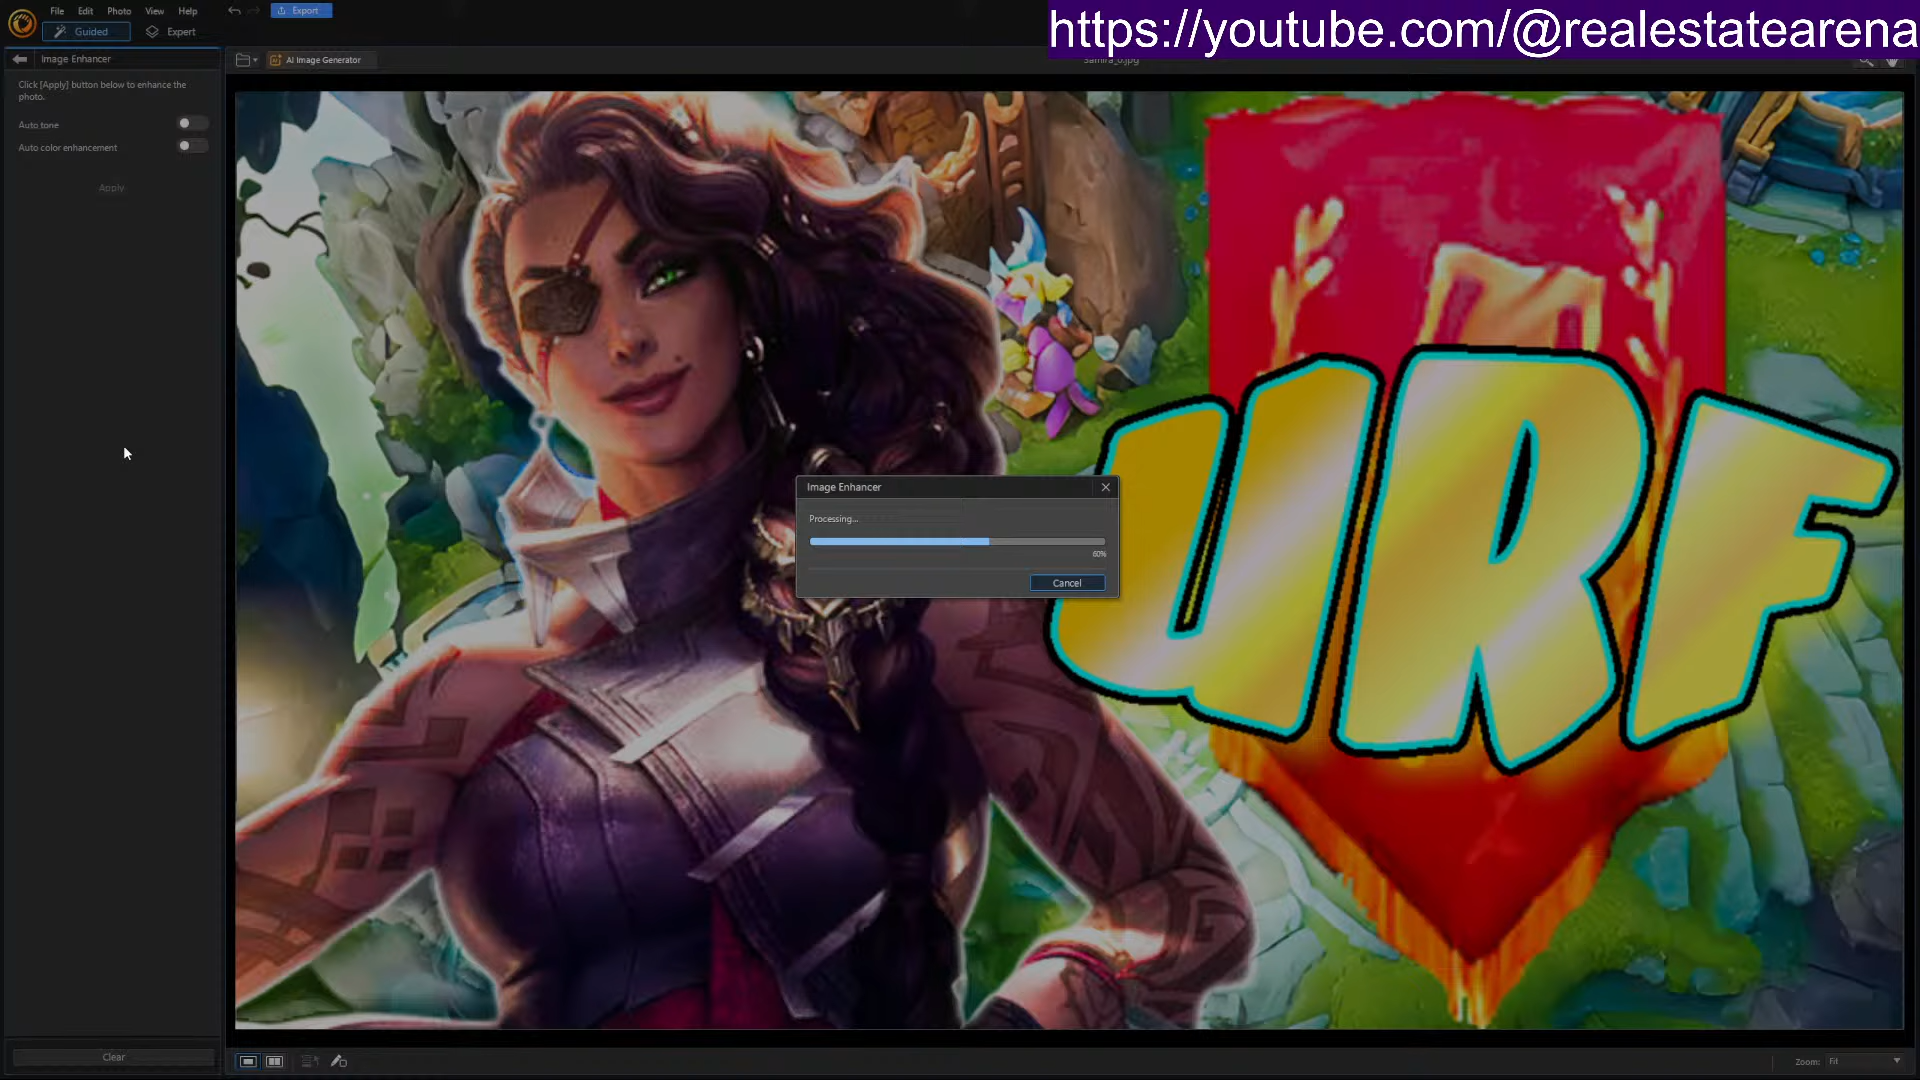 File Edit Photo View Help
Export
https://youtube.com/@realestatearena
Guided Expert
Image Enhancer
AI Image Generator
Samira_0.jpg
Click [Apply] button below to enhance the
photo.
Auto tone
Auto color enhancement
Apply
URF
Image Enhancer
Processing...
60%
Cancel
Clear
Zoom: Fit